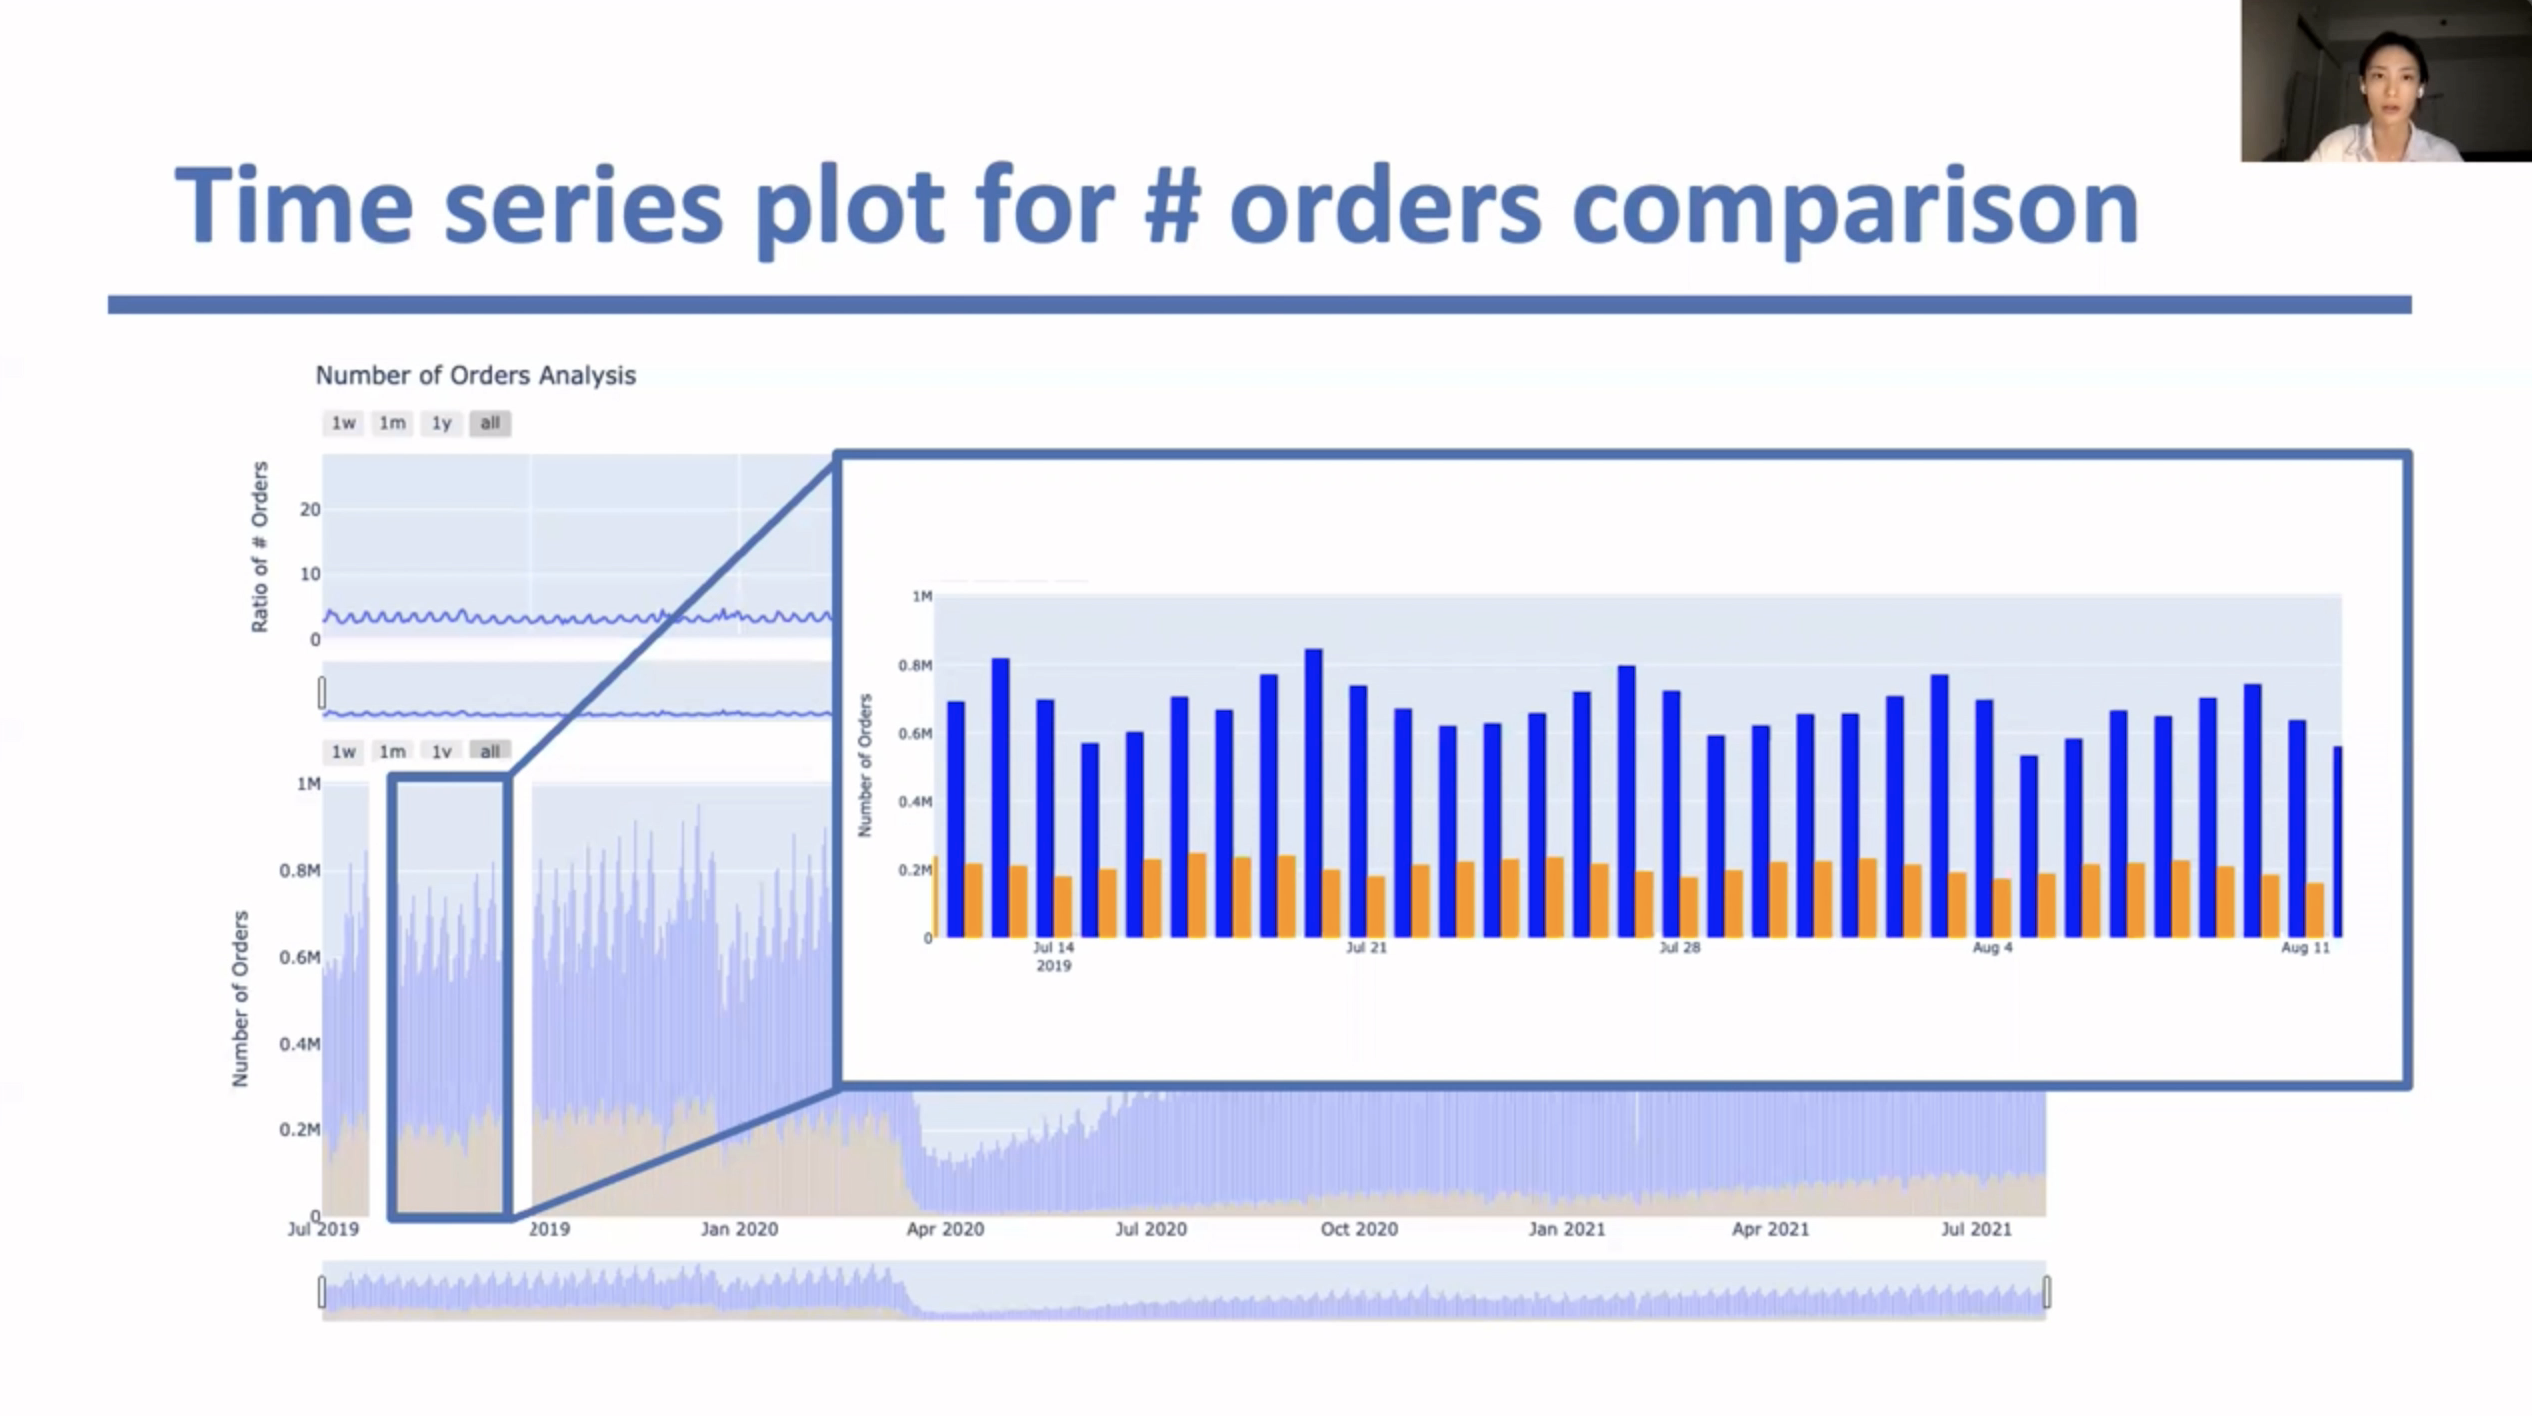 Time series plot for # orders comparison
Number of Orders Analysis
1w 1m 1y all
Ratio of # Orders
20
10
0
1w 1m 1y all
Number of Orders
1M
0.8M
0.6M
0.4M
0.2M
0
Jul 2019 2019 Jan 2020 Apr 2020 Jul 2020 Oct 2020 Jan 2021 Apr 2021 Jul 2021
Number of Orders
1M
0.8M
0.6M
0.4M
0.2M
0
Jul 14 Jul 21 Jul 28 Aug 4 Aug 11
2019